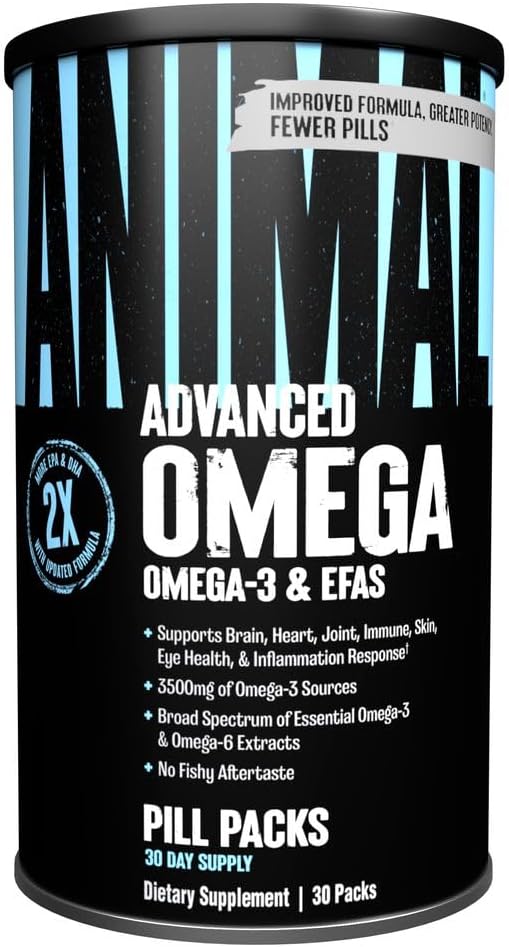 ANIMAL
IMPROVED FORMULA, GREATER POTENCY,
FEWER PILLS
ADVANCED
OMEGA
OMEGA-3 & EFAS
MORE EPA & DHA
2X
WITH UPDATED FORMULA
+ Supports Brain, Heart, Joint, Immune, Skin,
Eye Health, & Inflammation Response†
+ 3500mg of Omega-3 Sources
+ Broad Spectrum of Essential Omega-3
& Omega-6 Extracts
+ No Fishy Aftertaste
PILL PACKS
30 DAY SUPPLY
Dietary Supplement | 30 Packs